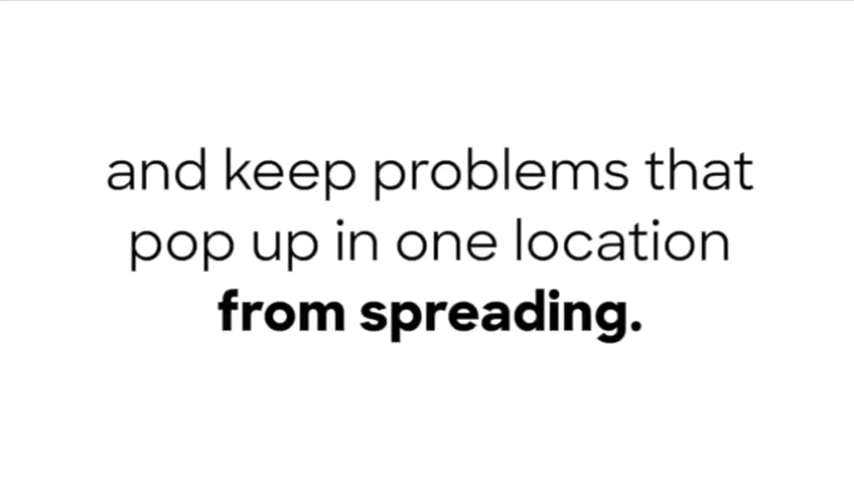 and keep problems that
pop up in one location
from spreading.